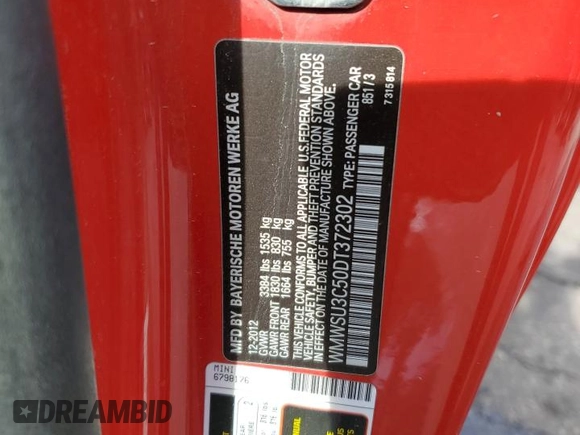 MFD BY BAYERISCHE MOTOREN WERKE AG
12-2012
GVWR 3384 lbs 1535 kg
GAWR FRONT 1830 lbs 830 kg
GAWR REAR 1664 lbs 755 kg
THIS VEHICLE CONFORMS TO ALL APPLICABLE U.S. FEDERAL MOTOR
VEHICLE SAFETY, BUMPER AND THEFT PREVENTION STANDARDS
IN EFFECT ON THE DATE OF MANUFACTURE SHOWN ABOVE.
WMWSU3C50DT372302 TYPE: PASSENGER CAR
851/3
7 315 814
MINI
6798176
2
DREAMBID